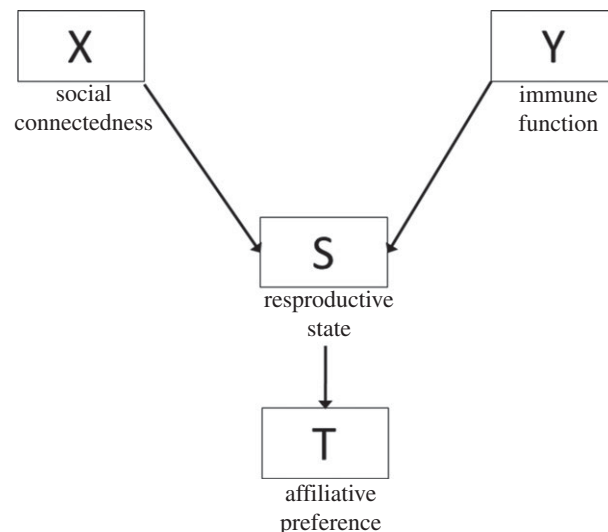 X
social
connectedness
Y
immune
function
S
resproductive
state
T
affiliative
preference